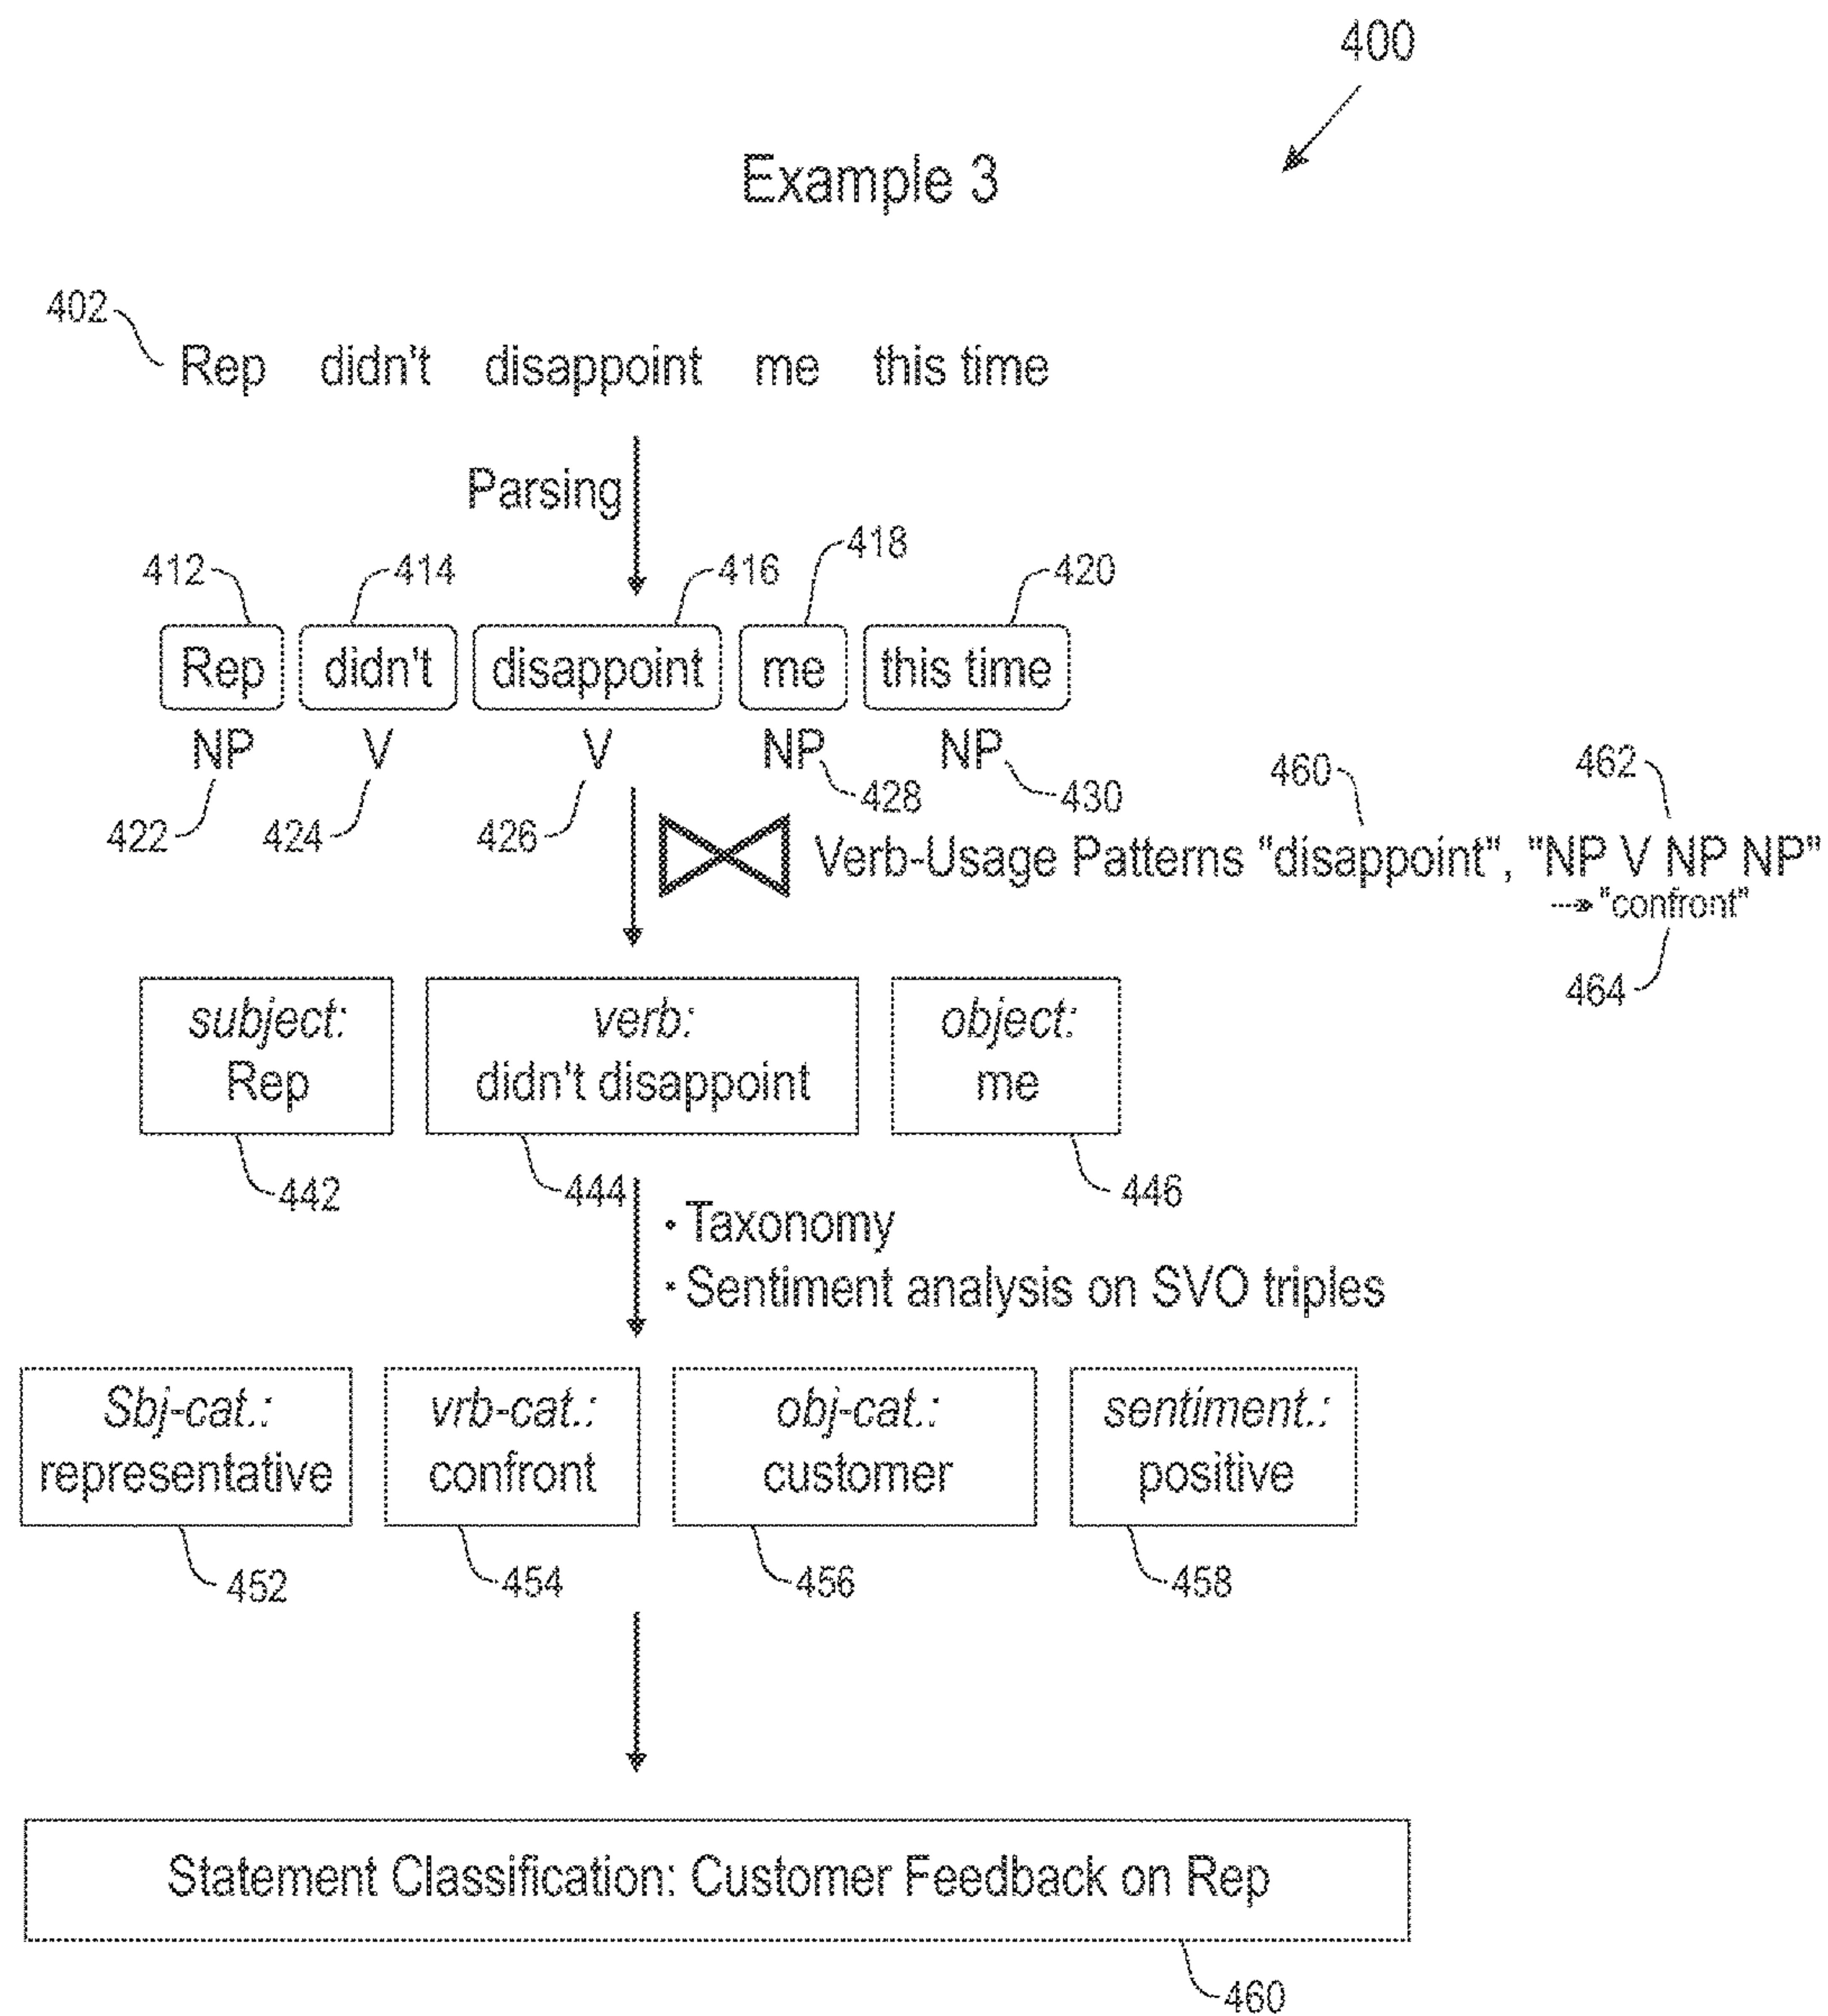 400
Example 3
402
Rep didn't disappoint me this time
Parsing
412 414 416 418 420
Rep didn't disappoint me this time
NP V V NP NP
422 424 426 428 430 460 462
Verb-Usage Patterns "disappoint", "NP V NP NP"
"confront"
464
subject: verb: object:
Rep didn't disappoint me
442 444 446
• Taxonomy
• Sentiment analysis on SVO triples
Sbj-cat.: vrb-cat.: obj-cat.: sentiment.:
representative confront customer positive
452 454 456 458
Statement Classification: Customer Feedback on Rep
460